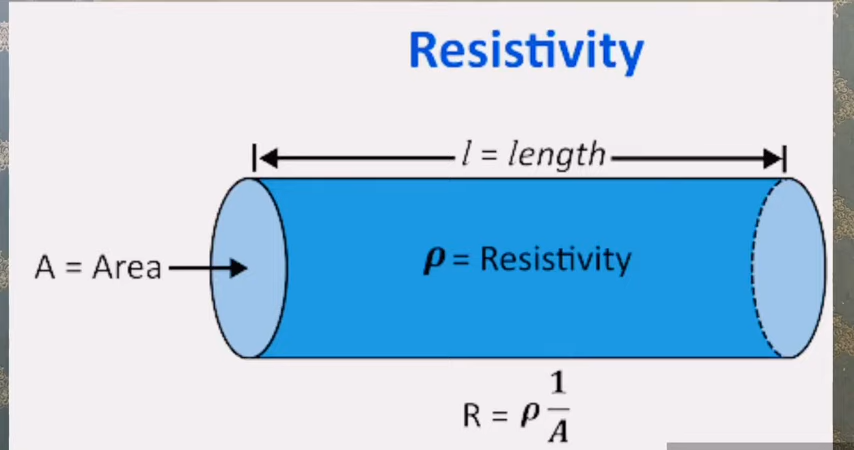 Resistivity
l = length
A = Area
ρ = Resistivity
R = ρ 1/A